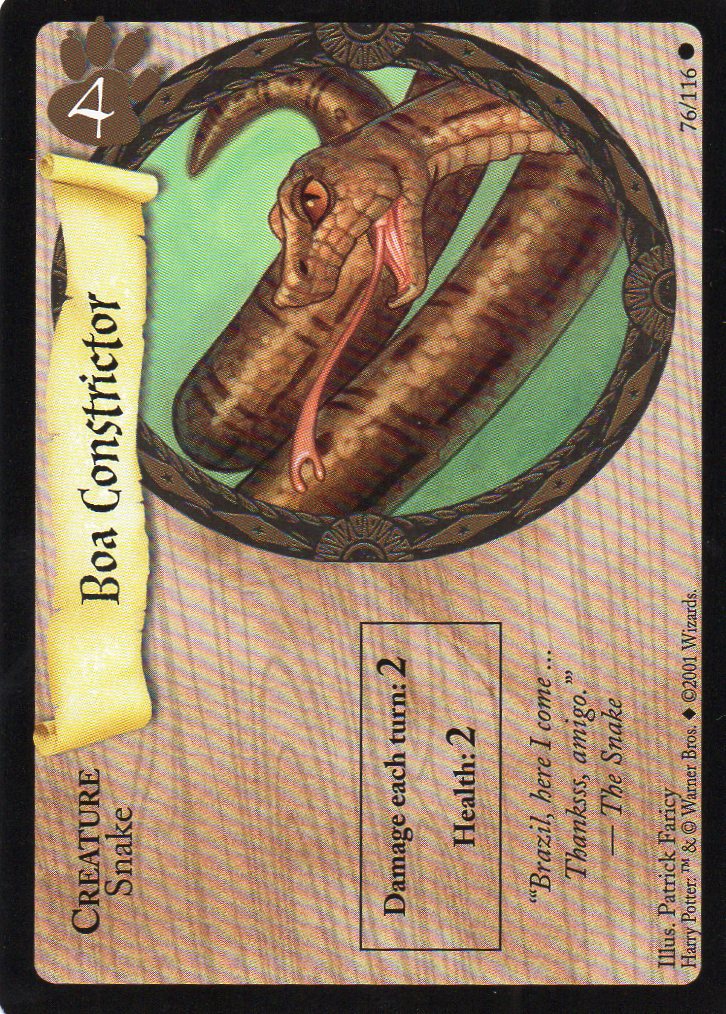 CREATURE
Snake
Boa Constrictor
4
Damage each turn: 2
Health: 2
“‘Brazil, here I come ...
Thanksss, amigo.’”
— The Snake
Illus. Patrick Faricy
Harry Potter: ™ & © Warner Bros. ◆ ©2001 Wizards.
76/116 ●